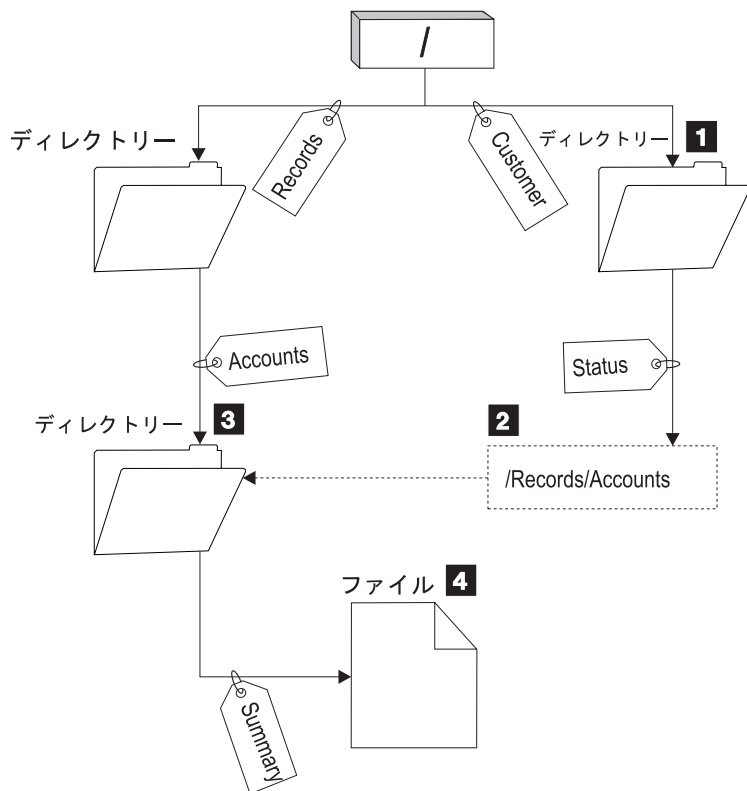 /
ディレクトリー
Records
Customer
ディレクトリー 1
Accounts
Status
ディレクトリー 3
2
/Records/Accounts
ファイル 4
Summary